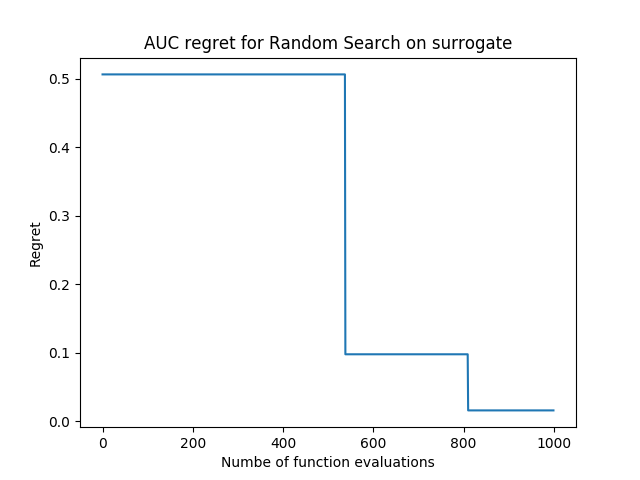 AUC regret for Random Search on surrogate
0.5
0.4
0.3
0.2
0.1
0.0
Regret
0 200 400 600 800 1000
Numbe of function evaluations